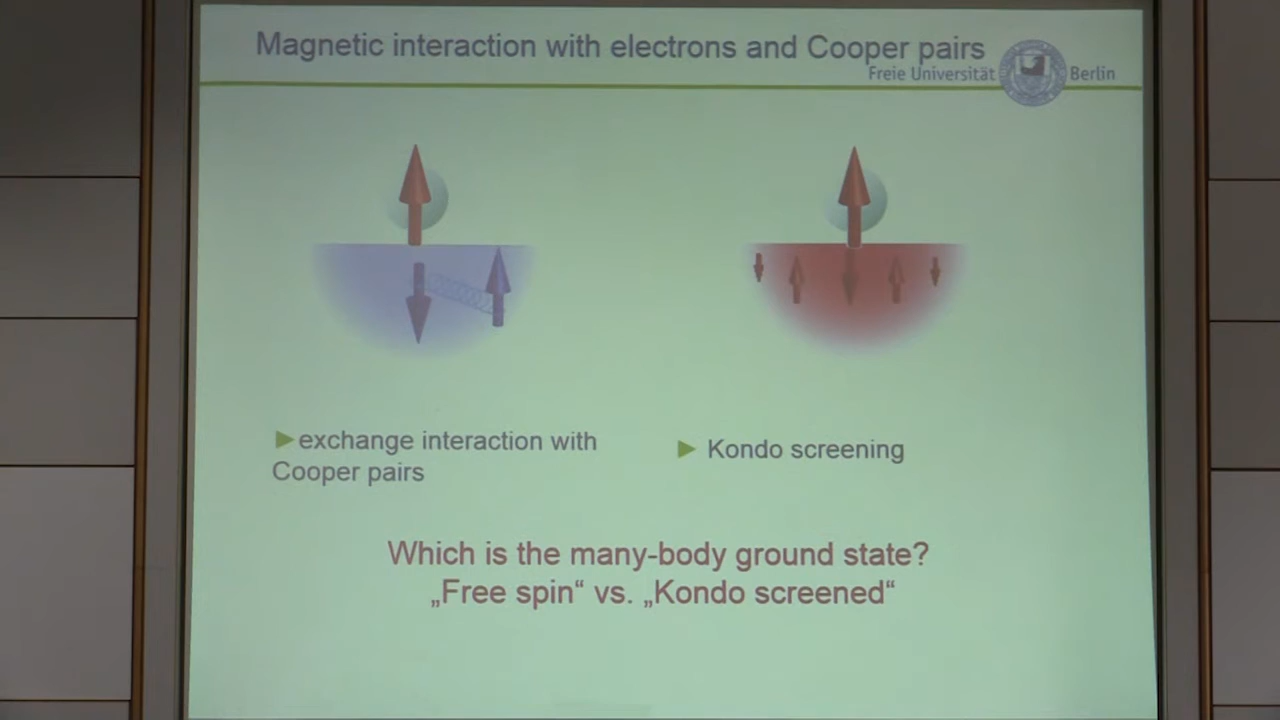 Magnetic interaction with electrons and Cooper pairs
Freie Universität Berlin
►exchange interaction with
Cooper pairs
► Kondo screening
Which is the many-body ground state?
„Free spin“ vs. „Kondo screened“